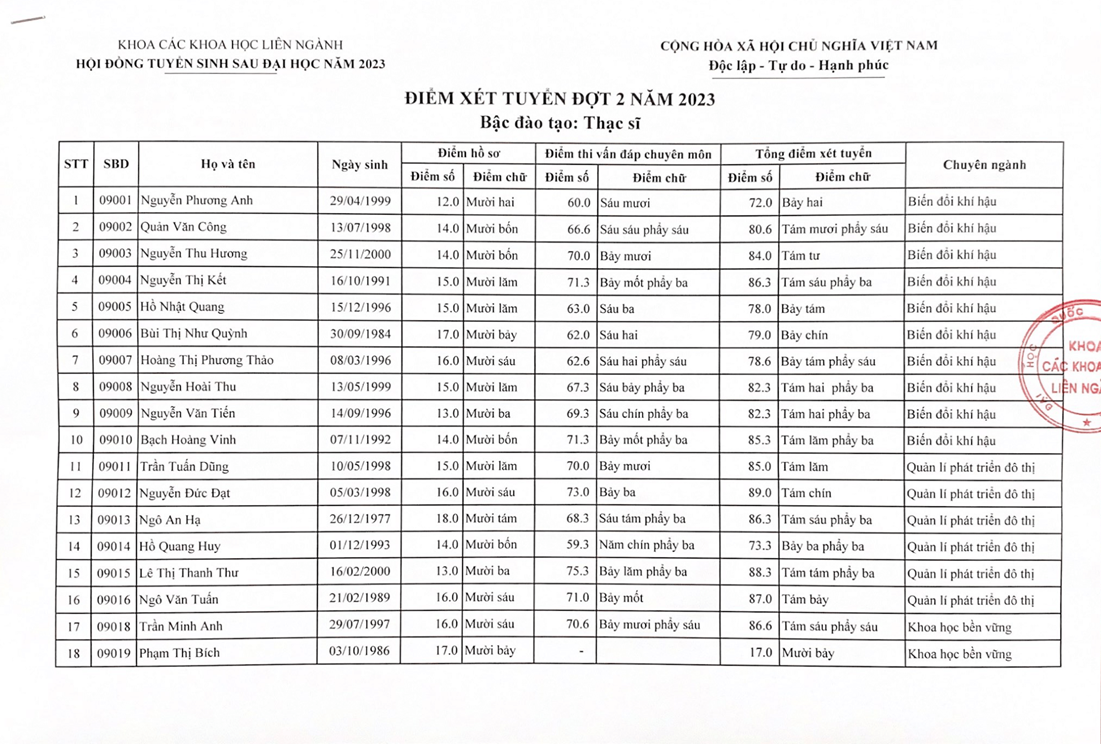 KHOA CÁC KHOA HỌC LIÊN NGÀNH
HỘI ĐỒNG TUYỂN SINH SAU ĐẠI HỌC NĂM 2023
CỘNG HÒA XÃ HỘI CHỦ NGHĨA VIỆT NAM
Độc lập - Tự do - Hạnh phúc
ĐIỂM XÉT TUYỂN ĐỢT 2 NĂM 2023
Bậc đào tạo: Thạc sĩ
STT SBD Họ và tên Ngày sinh Điểm hồ sơ Điểm thi vấn đáp chuyên môn Tổng điểm xét tuyển Chuyên ngành
Điểm số Điểm chữ Điểm số Điểm chữ Điểm số Điểm chữ
1 09001 Nguyễn Phương Anh 29/04/1999 12.0 Mười hai 60.0 Sáu mươi 72.0 Bảy hai Biến đổi khí hậu
2 09002 Quản Văn Công 13/07/1998 14.0 Mười bốn 66.6 Sáu sáu phẩy sáu 80.6 Tám mươi phẩy sáu Biến đổi khí hậu
3 09003 Nguyễn Thu Hương 25/11/2000 14.0 Mười bốn 70.0 Bảy mươi 84.0 Tám tư Biến đổi khí hậu
4 09004 Nguyễn Thị Kết 16/10/1991 15.0 Mười lăm 71.3 Bảy mốt phẩy ba 86.3 Tám sáu phẩy ba Biến đổi khí hậu
5 09005 Hồ Nhật Quang 15/12/1996 15.0 Mười lăm 63.0 Sáu ba 78.0 Bảy tám Biến đổi khí hậu
6 09006 Bùi Thị Như Quỳnh 30/09/1984 17.0 Mười bảy 62.0 Sáu hai 79.0 Bảy chín Biến đổi khí hậu
7 09007 Hoàng Thị Phương Thảo 08/03/1996 16.0 Mười sáu 62.6 Sáu hai phẩy sáu 78.6 Bảy tám phẩy sáu Biến đổi khí hậu
8 09008 Nguyễn Hoài Thu 13/05/1999 15.0 Mười lăm 67.3 Sáu bảy phẩy ba 82.3 Tám hai phẩy ba Biến đổi khí hậu
9 09009 Nguyễn Văn Tiến 14/09/1996 13.0 Mười ba 69.3 Sáu chín phẩy ba 82.3 Tám hai phẩy ba Biến đổi khí hậu
10 09010 Bạch Hoàng Vinh 07/11/1992 14.0 Mười bốn 71.3 Bảy mốt phẩy ba 85.3 Tám lăm phẩy ba Biến đổi khí hậu
11 09011 Trần Tuấn Dũng 10/05/1998 15.0 Mười lăm 70.0 Bảy mươi 85.0 Tám lăm Quản lí phát triển đô thị
12 09012 Nguyễn Đức Đạt 05/03/1998 16.0 Mười sáu 73.0 Bảy ba 89.0 Tám chín Quản lí phát triển đô thị
13 09013 Ngô An Hạ 26/12/1977 18.0 Mười tám 68.3 Sáu tám phẩy ba 86.3 Tám sáu phẩy ba Quản lí phát triển đô thị
14 09014 Hồ Quang Huy 01/12/1993 14.0 Mười bốn 59.3 Năm chín phẩy ba 73.3 Bảy ba phẩy ba Quản lí phát triển đô thị
15 09015 Lê Thị Thanh Thư 16/02/2000 13.0 Mười ba 75.3 Bảy lăm phẩy ba 88.3 Tám tám phẩy ba Quản lí phát triển đô thị
16 09016 Ngô Văn Tuấn 21/02/1989 16.0 Mười sáu 71.0 Bảy mốt 87.0 Tám bảy Quản lí phát triển đô thị
17 09018 Trần Minh Anh 29/07/1997 16.0 Mười sáu 70.6 Bảy mươi phẩy sáu 86.6 Tám sáu phẩy sáu Khoa học bền vững
18 09019 Phạm Thị Bích 03/10/1986 17.0 Mười bảy - 17.0 Mười bảy Khoa học bền vững
ĐẠI HỌC QUỐC
KHOA
CÁC KHOA
LIÊN NGÀ